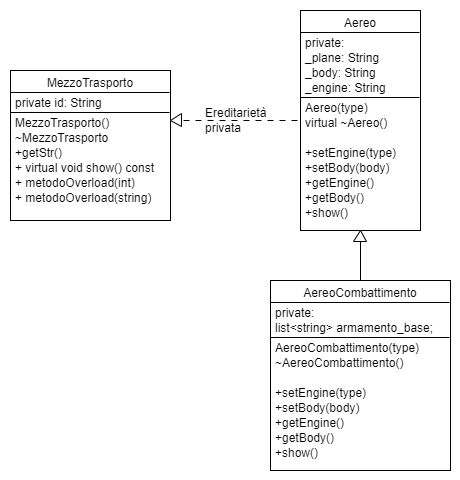 MezzoTrasporto
private id: String
MezzoTrasporto()
~MezzoTrasporto
+getStr()
+ virtual void show() const
+ metodoOverload(int)
+ metodoOverload(string)
Ereditarietá
privata
Aereo
private:
_plane: String
_body: String
_engine: String
Aereo(type)
virtual ~Aereo()
+setEngine(type)
+setBody(body)
+getEngine()
+getBody()
+show()
AereoCombattimento
private:
list<string> armamento_base;
AereoCombattimento(type)
~AereoCombattimento()
+setEngine(type)
+setBody(body)
+getEngine()
+getBody()
+show()